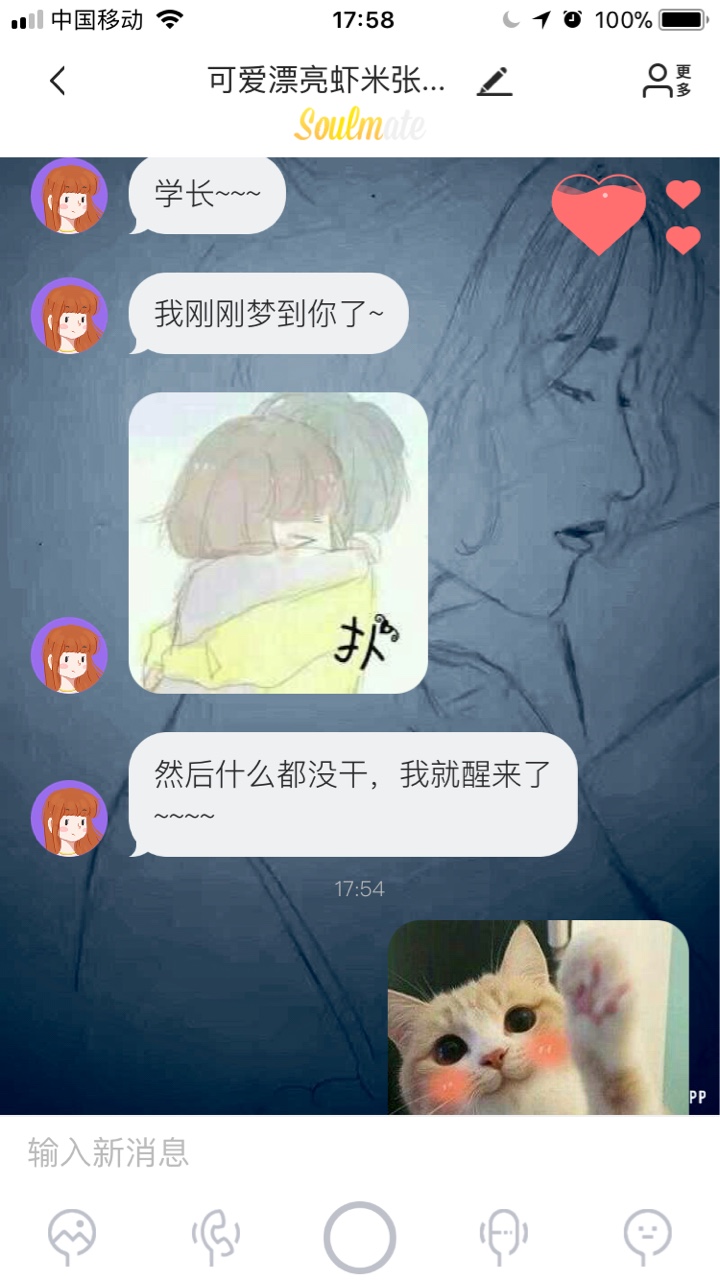 中国移动
17:58
100%
可爱漂亮虾米张...
更多
Soulmate
学长~~~
我刚刚梦到你了~
扑
然后什么都没干，我就醒来了
~~~~
17:54
PP
输入新消息